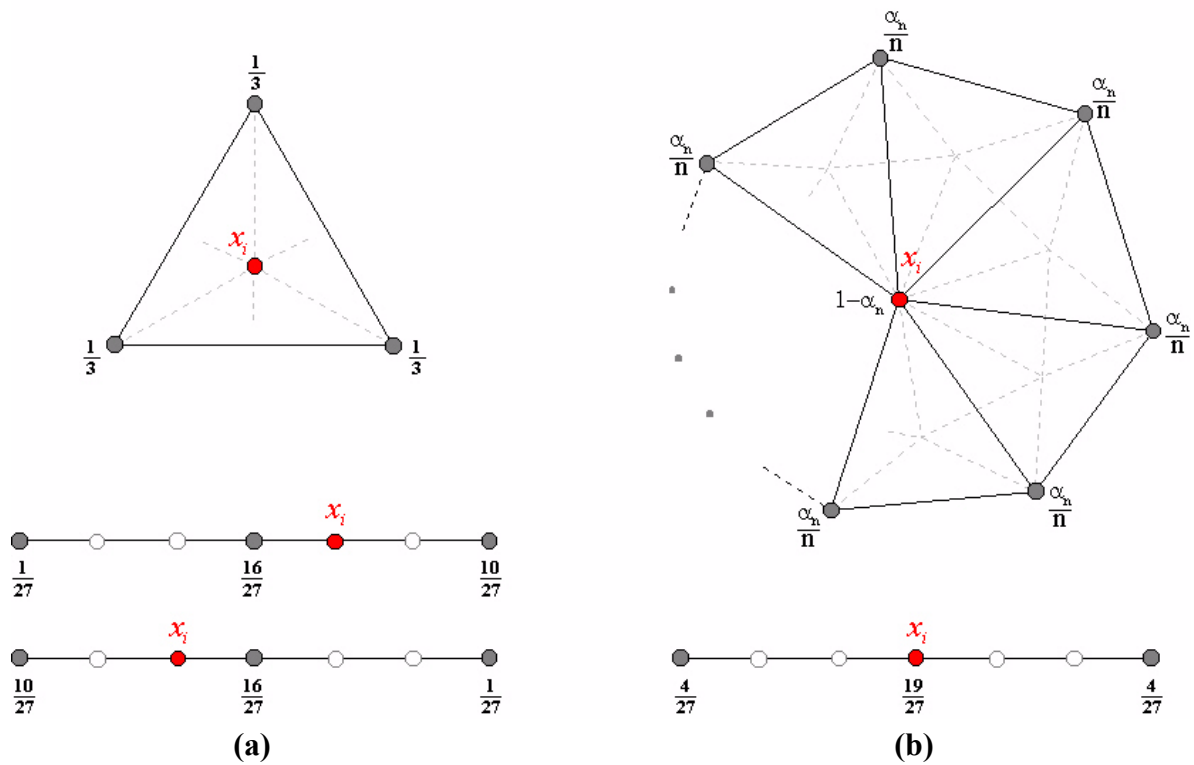 1/3
x_i
1/3
1/3
x_i
1/27
16/27
10/27
x_i
10/27
16/27
1/27
(a)
α_n/n
α_n/n
α_n/n
x_i
1-α_n
α_n/n
α_n/n
α_n/n
x_i
4/27
19/27
4/27
(b)